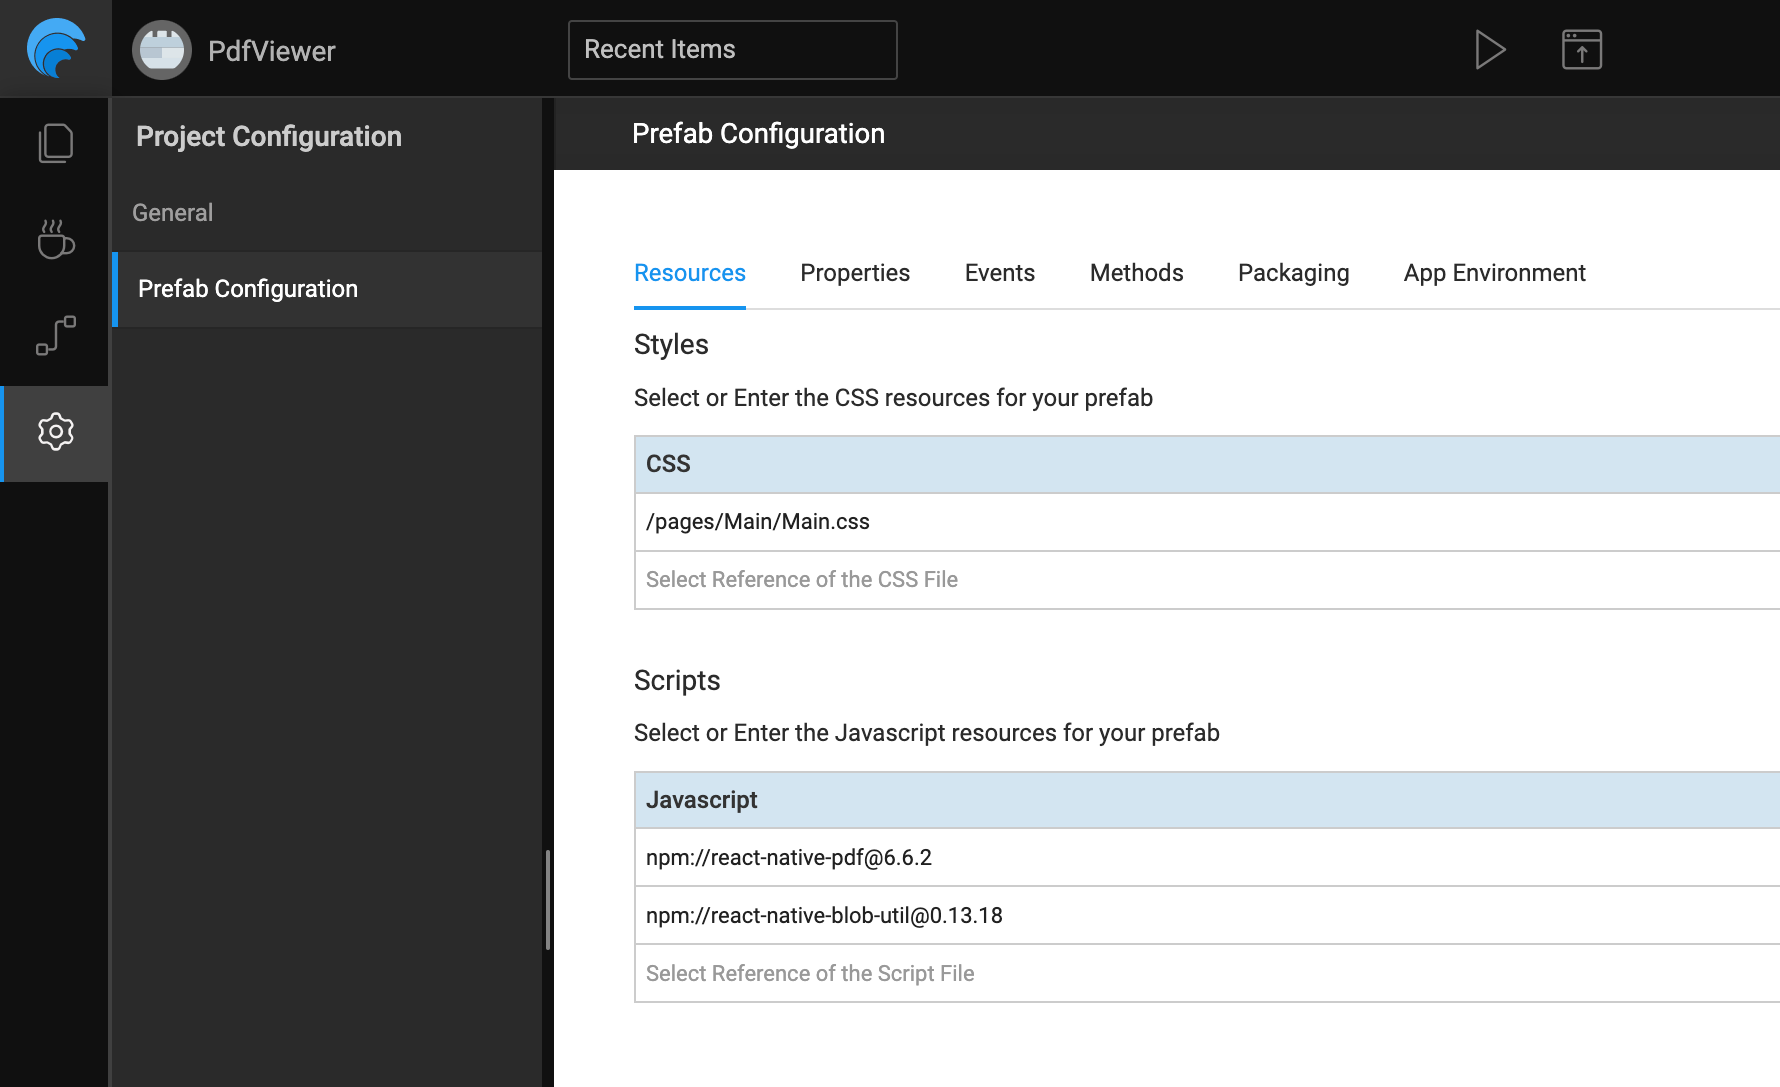 PdfViewer
Recent Items
Project Configuration
General
Prefab Configuration
Prefab Configuration
Resources Properties Events Methods Packaging App Environment
Styles
Select or Enter the CSS resources for your prefab
CSS
/pages/Main/Main.css
Select Reference of the CSS File
Scripts
Select or Enter the Javascript resources for your prefab
Javascript
npm://react-native-pdf@6.6.2
npm://react-native-blob-util@0.13.18
Select Reference of the Script File